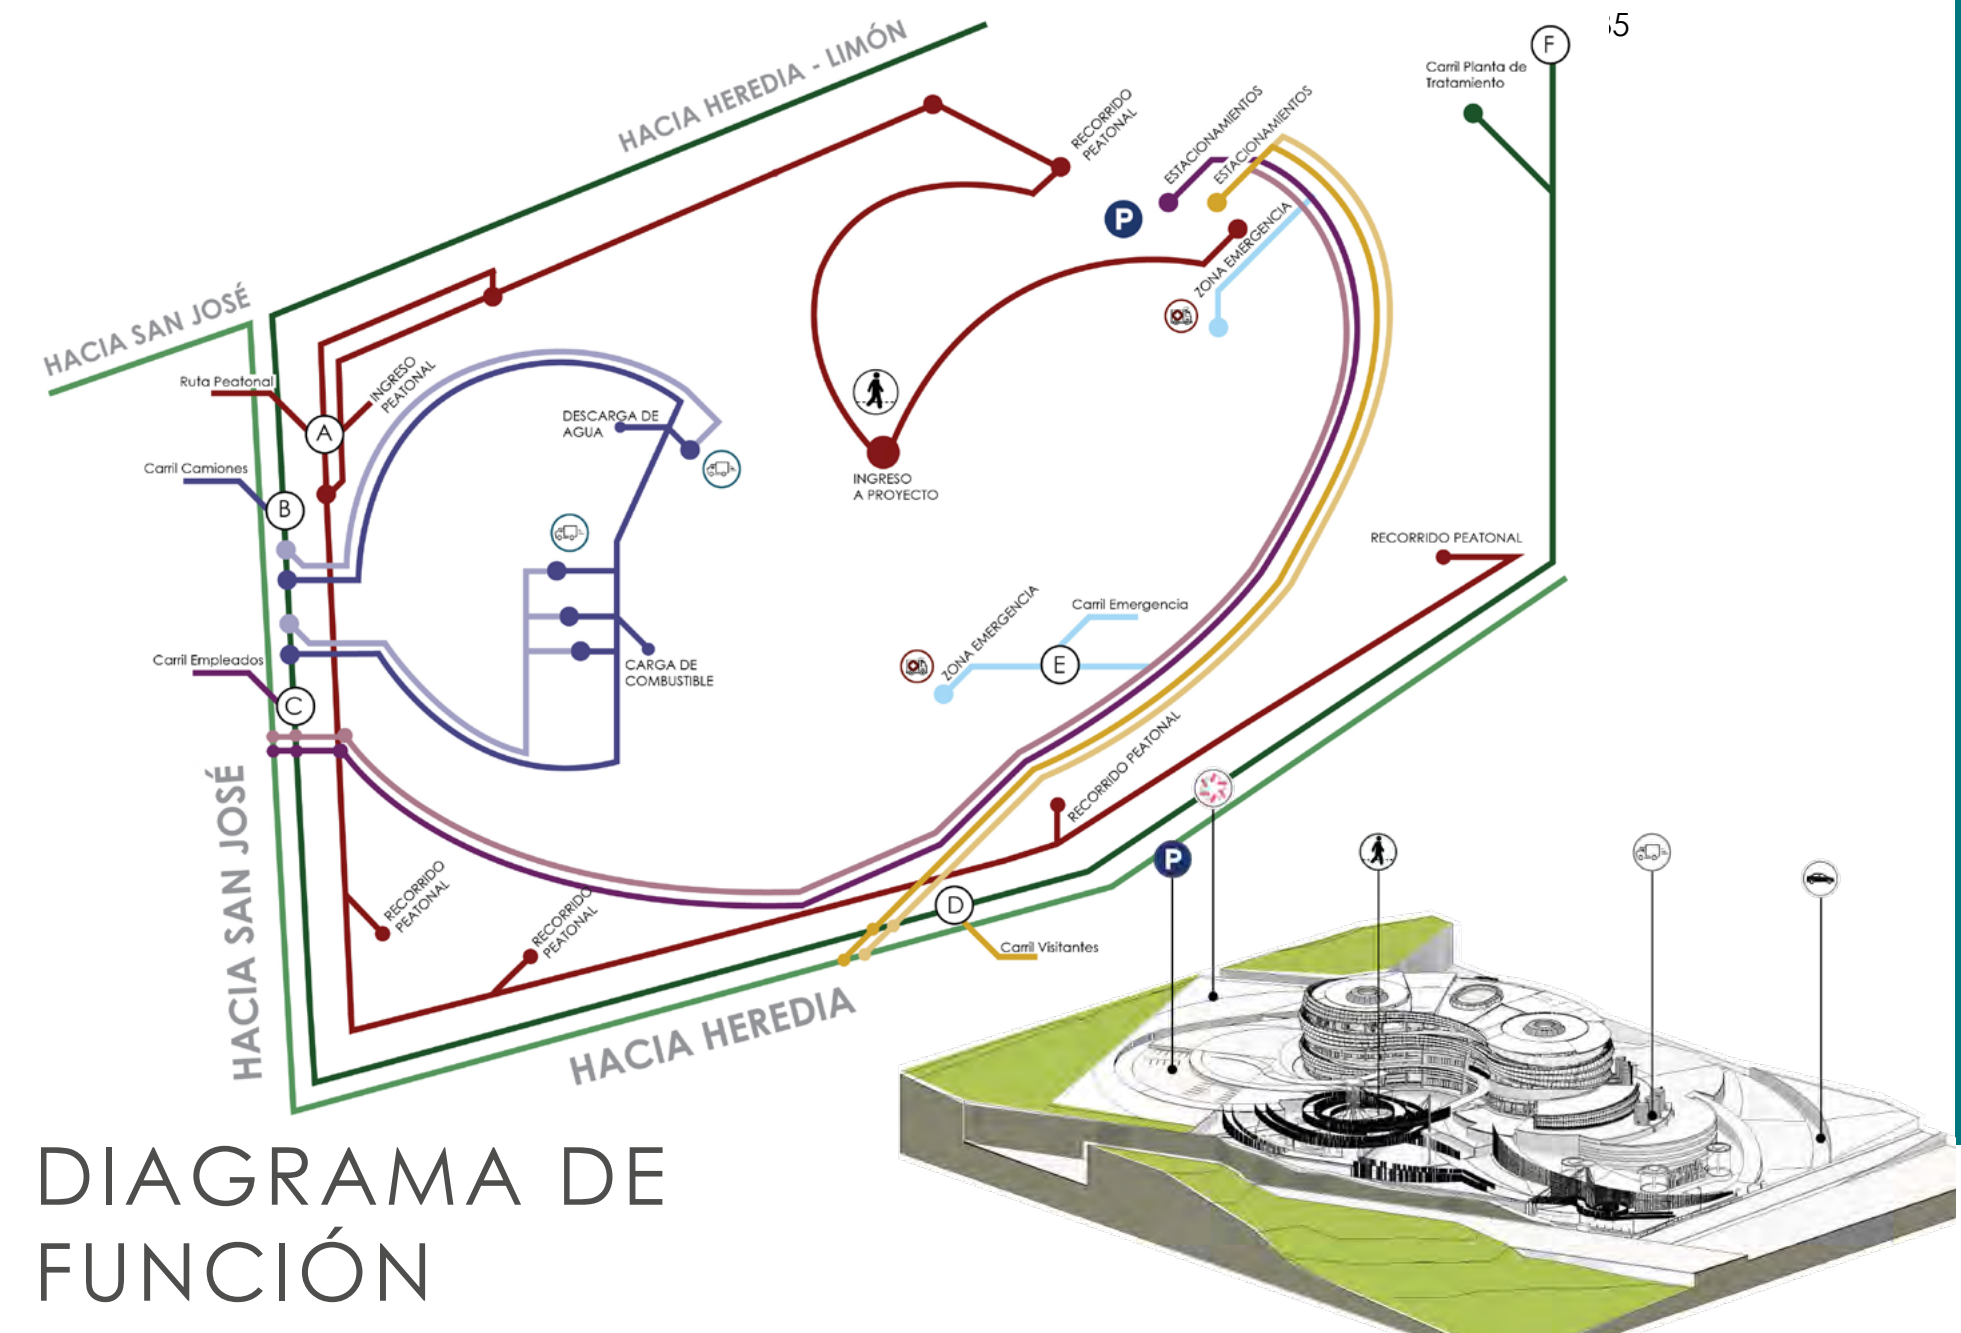 35
F
Carril Planta de
Tratamiento
HACIA HEREDIA - LIMÓN
RECORRIDO
PEATONAL
ESTACIONAMIENTOS
ESTACIONAMIENTOS
P
ZONA EMERGENCIA
HACIA SAN JOSÉ
Ruta Peatonal
INGRESO
PEATONAL
A
DESCARGA DE
AGUA
Carril Camiones
B
INGRESO
A PROYECTO
RECORRIDO PEATONAL
ZONA EMERGENCIA
Carril Emergencia
E
Carril Empleados
CARGA DE
COMBUSTIBLE
C
RECORRIDO PEATONAL
HACIA SAN JOSÉ
RECORRIDO
PEATONAL
RECORRIDO
PEATONAL
D
Carril Visitantes
P
HACIA HEREDIA
DIAGRAMA DE
FUNCIÓN